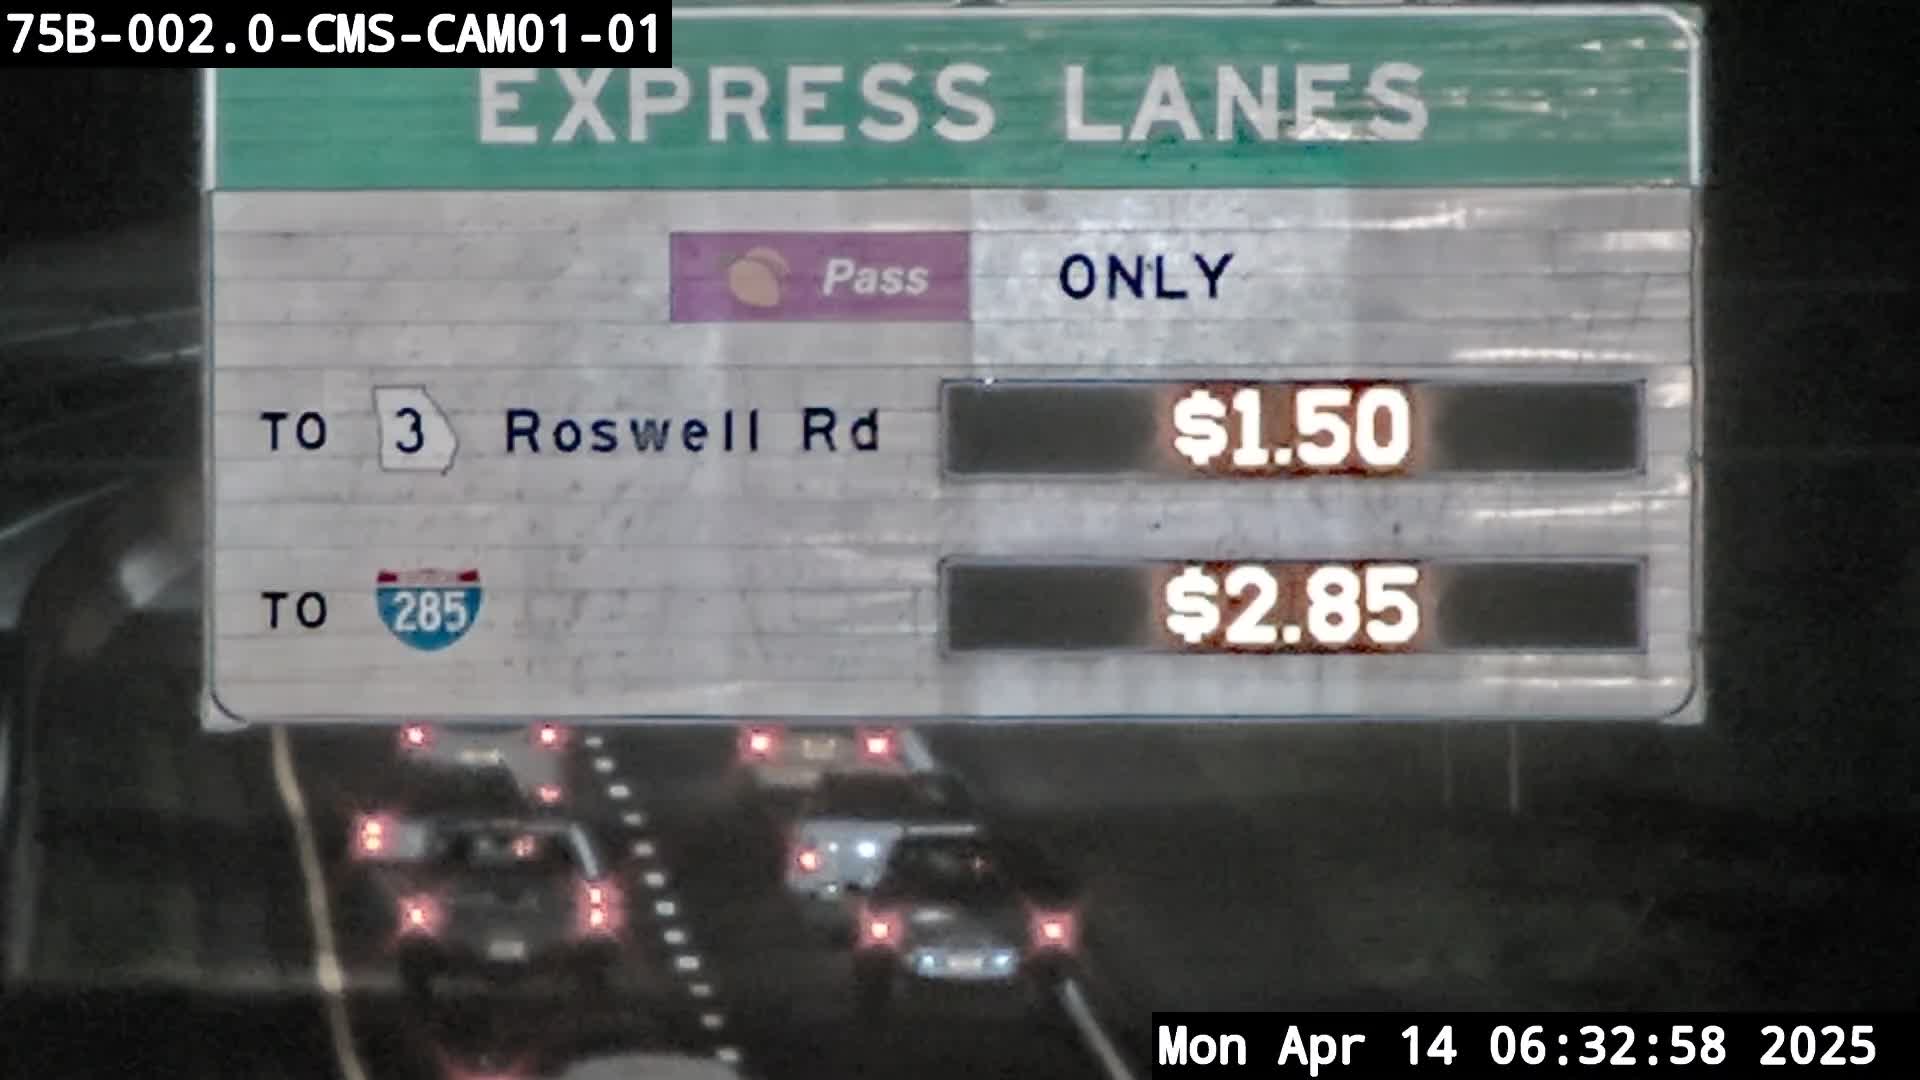 75B-002.0-CMS-CAM01-01
EXPRESS LANES
Pass ONLY
TO 3 Roswell Rd $1.50
TO 285 $2.85
Mon Apr 14 06:32:58 2025